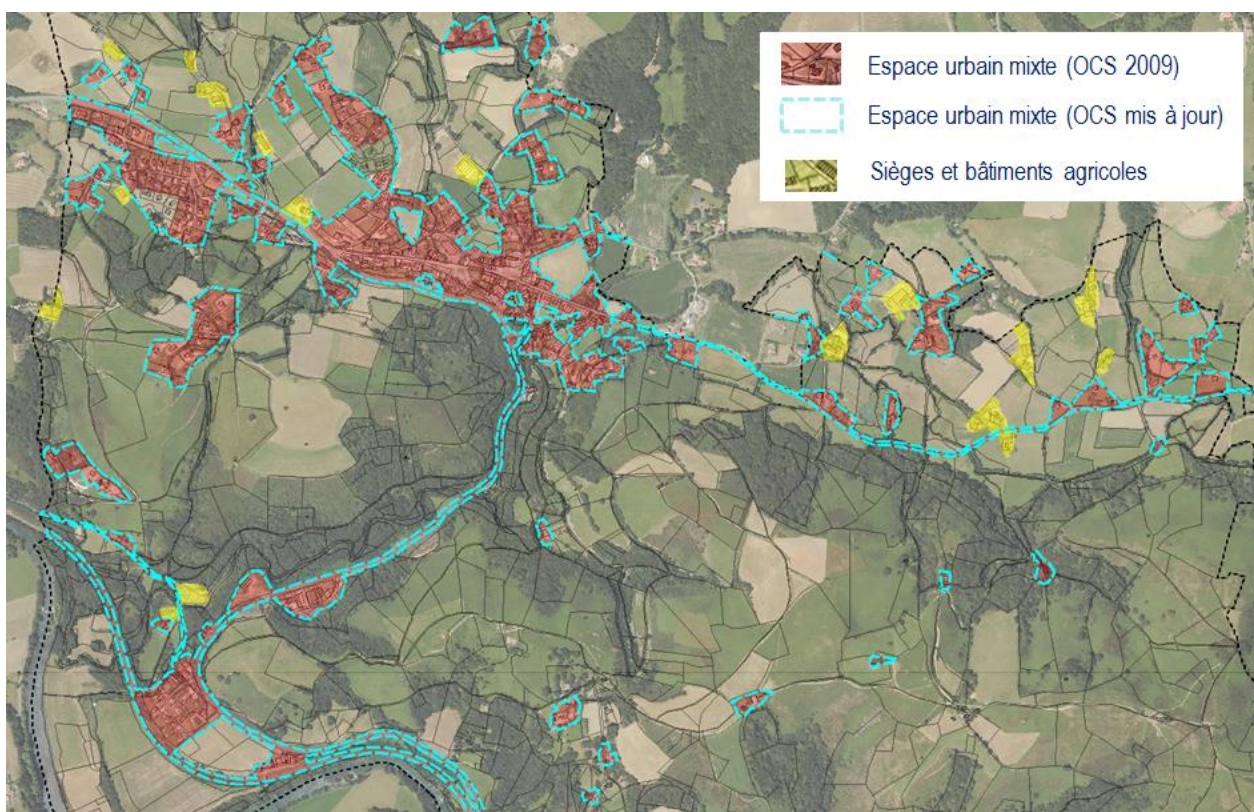 Espace urbain mixte (OCS 2009)
Espace urbain mixte (OCS mis à jour)
Sièges et bâtiments agricoles